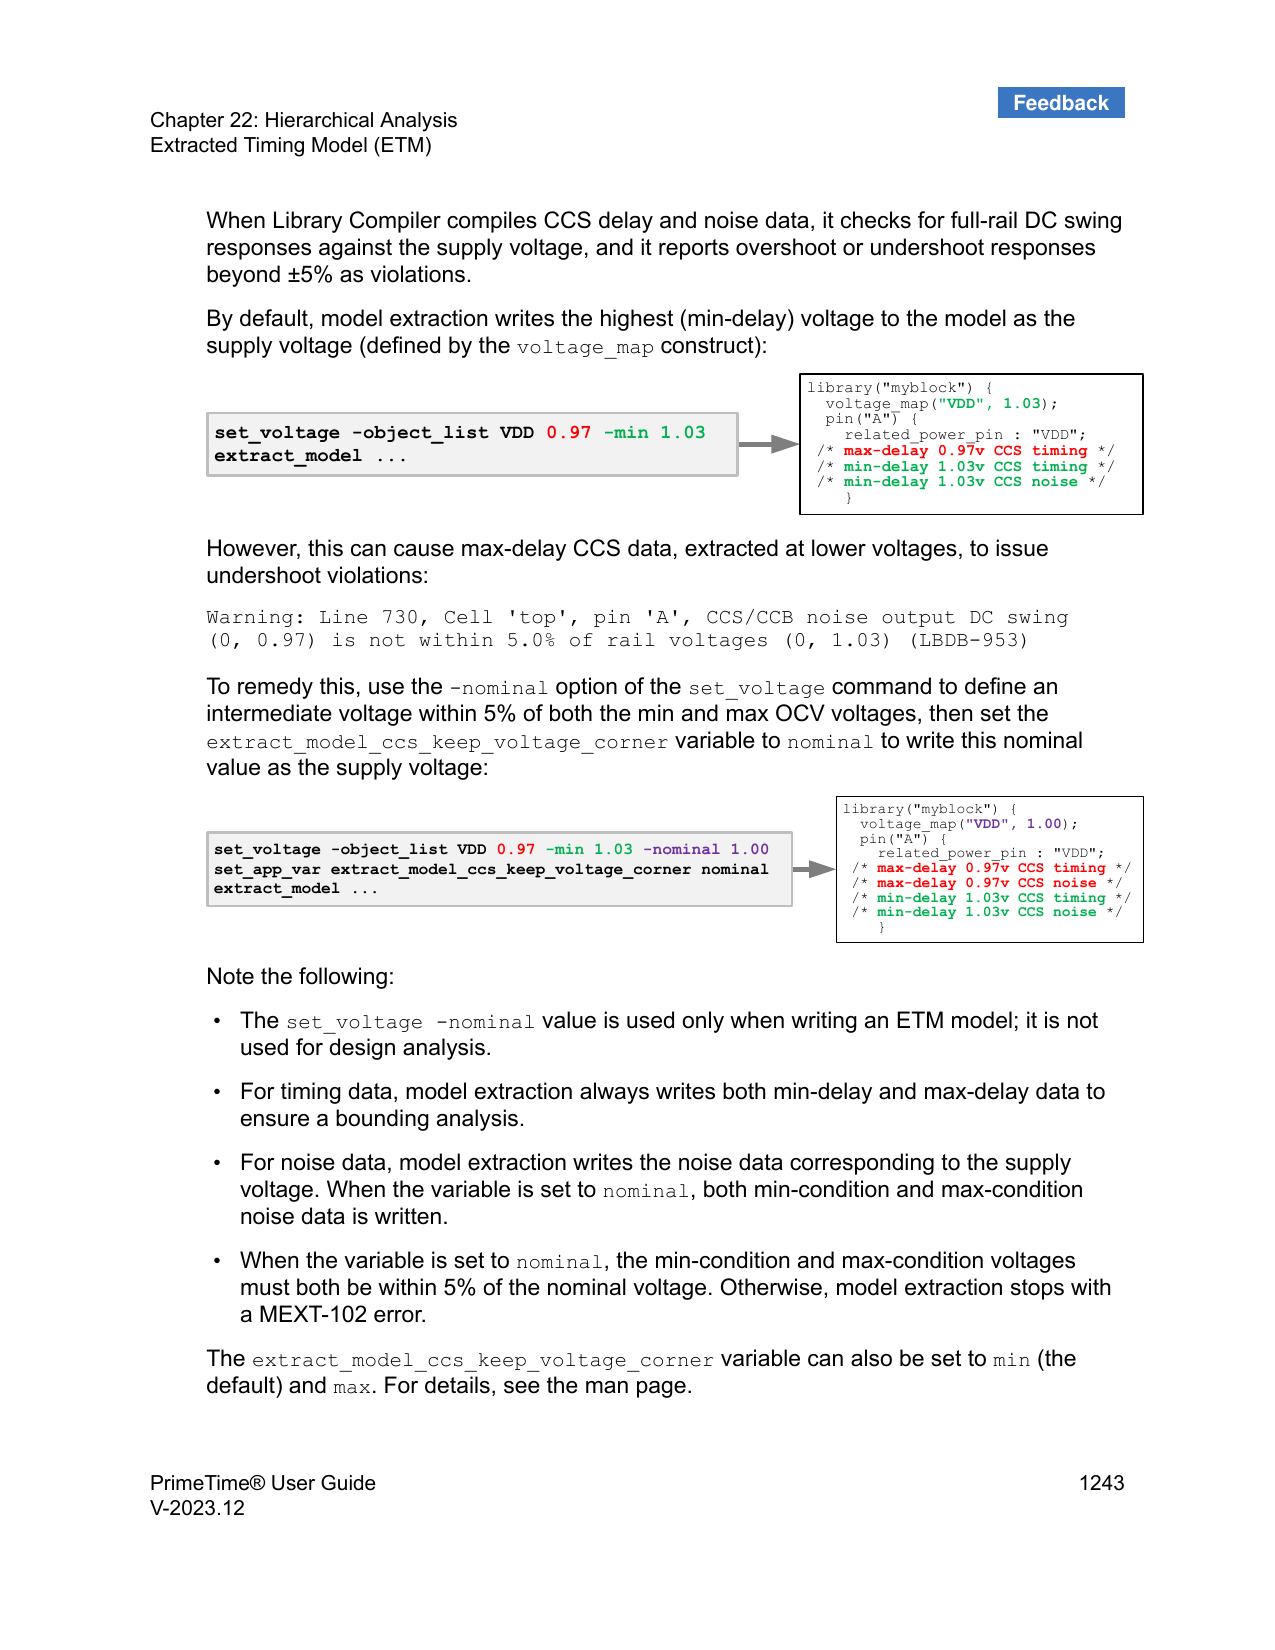 Feedback
Chapter 22: Hierarchical Analysis
Extracted Timing Model (ETM)
When Library Compiler compiles CCS delay and noise data, it checks for full-rail DC swing
responses against the supply voltage, and it reports overshoot or undershoot responses
beyond ±5% as violations.
By default, model extraction writes the highest (min-delay) voltage to the model as the
supply voltage (defined by the voltage_map construct):
set_voltage -object_list VDD 0.97 -min 1.03
extract_model ...
library("myblock") {
voltage_map("VDD", 1.03);
pin("A") {
related_power_pin : "VDD";
/* max-delay 0.97v CCS timing */
/* min-delay 1.03v CCS timing */
/* min-delay 1.03v CCS noise */
}
However, this can cause max-delay CCS data, extracted at lower voltages, to issue
undershoot violations:
Warning: Line 730, Cell 'top', pin 'A', CCS/CCB noise output DC swing
(0, 0.97) is not within 5.0% of rail voltages (0, 1.03) (LBDB-953)
To remedy this, use the -nominal option of the set_voltage command to define an
intermediate voltage within 5% of both the min and max OCV voltages, then set the
extract_model_ccs_keep_voltage_corner variable to nominal to write this nominal
value as the supply voltage:
set_voltage -object_list VDD 0.97 -min 1.03 -nominal 1.00
set_app_var extract_model_ccs_keep_voltage_corner nominal
extract_model ...
library("myblock") {
voltage_map("VDD", 1.00);
pin("A") {
related_power_pin : "VDD";
/* max-delay 0.97v CCS timing */
/* max-delay 0.97v CCS noise */
/* min-delay 1.03v CCS timing */
/* min-delay 1.03v CCS noise */
}
Note the following:
• The set_voltage -nominal value is used only when writing an ETM model; it is not
used for design analysis.
• For timing data, model extraction always writes both min-delay and max-delay data to
ensure a bounding analysis.
• For noise data, model extraction writes the noise data corresponding to the supply
voltage. When the variable is set to nominal, both min-condition and max-condition
noise data is written.
• When the variable is set to nominal, the min-condition and max-condition voltages
must both be within 5% of the nominal voltage. Otherwise, model extraction stops with
a MEXT-102 error.
The extract_model_ccs_keep_voltage_corner variable can also be set to min (the
default) and max. For details, see the man page.
PrimeTime® User Guide
1243
V-2023.12